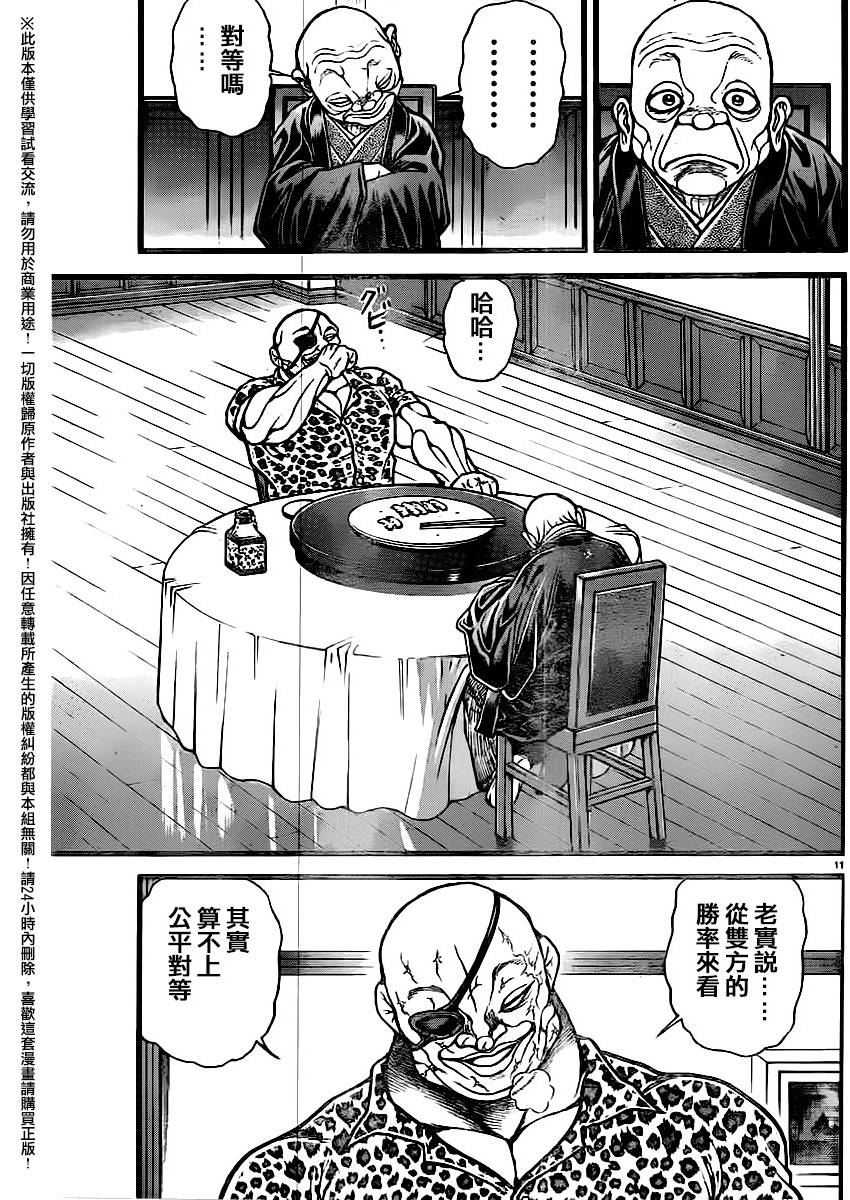 …………
對等嗎
……
哈哈…
グビ
11
老實説……
從雙方的
勝率來看
其實
算不上
公平對等
※此版本僅供學習試看交流，請勿用於商業用途！一切版權歸原作者與出版社擁有！因任意轉載所產生的版權糾紛都與本組無關！請24小時內刪除，喜歡這套漫畫請購買正版！